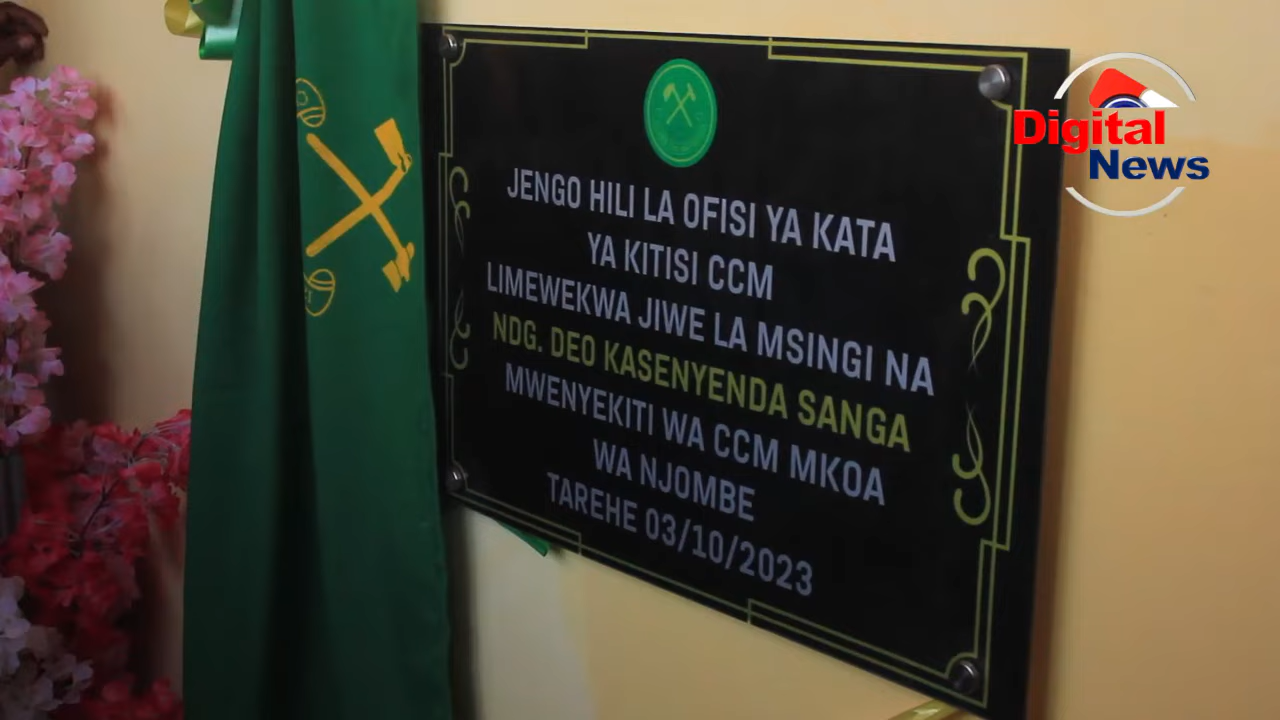 JENGO HILI LA OFISI YA KATA
YA KITISI CCM
LIMEWEKWA JIWE LA MSINGI NA
NDG. DEO KASENYENDA SANGA
MWENYEKITI WA CCM MKOA
WA NJOMBE
TAREHE 03/10/2023
Digital
News